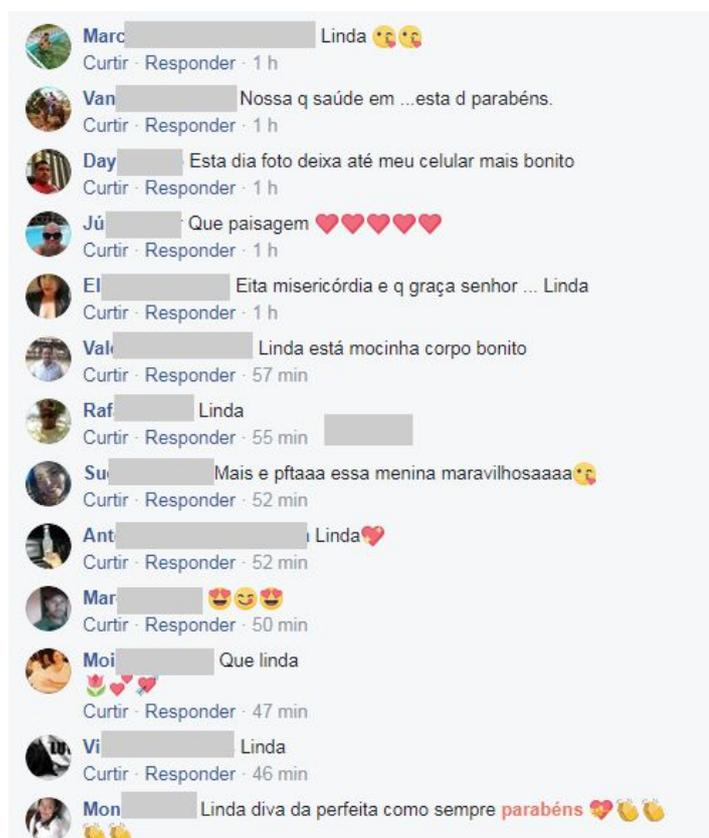 Marc Linda 😘😘
Curtir · Responder · 1 h
Van Nossa q saúde em ...esta d parabéns.
Curtir · Responder · 1 h
Day Esta dia foto deixa até meu celular mais bonito
Curtir · Responder · 1 h
Jú Que paisagem ❤❤❤❤❤
Curtir · Responder · 1 h
El Eita misericórdia e q graça senhor ... Linda
Curtir · Responder · 1 h
Val Linda está mocinha corpo bonito
Curtir · Responder · 57 min
Raf Linda
Curtir · Responder · 55 min
Su Mais e pftaaa essa menina maravilhosaaaa😘
Curtir · Responder · 52 min
Ant Linda💖
Curtir · Responder · 52 min
Mar 😍😋😍
Curtir · Responder · 50 min
Moi Que linda
🌷💕💘
Curtir · Responder · 47 min
Vi Linda
Curtir · Responder · 46 min
Mon Linda diva da perfeita como sempre parabéns 💝👏👏
👏👏